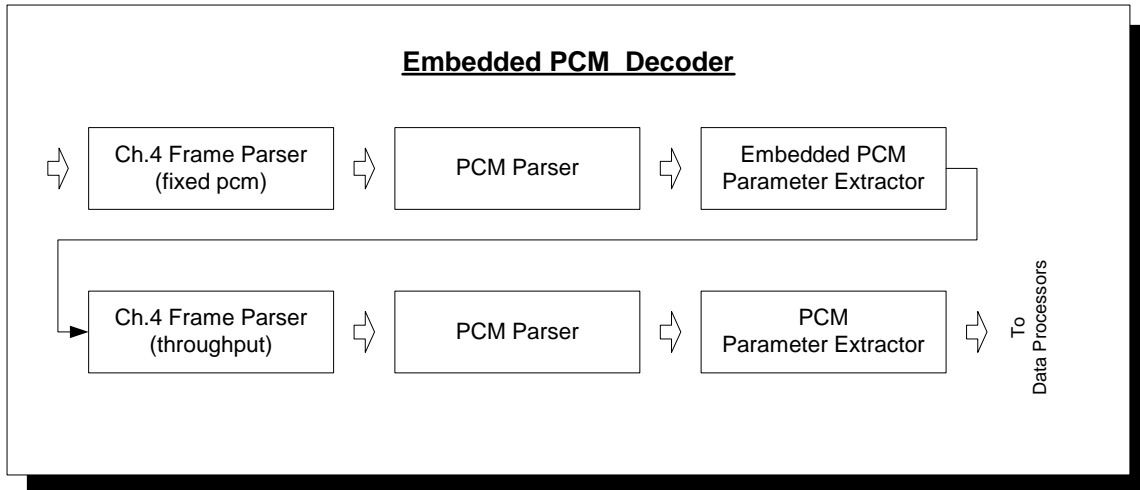 Embedded PCM Decoder
Ch.4 Frame Parser
(fixed pcm)
PCM Parser
Embedded PCM
Parameter Extractor
Ch.4 Frame Parser
(throughput)
PCM Parser
PCM
Parameter Extractor
To
Data Processors